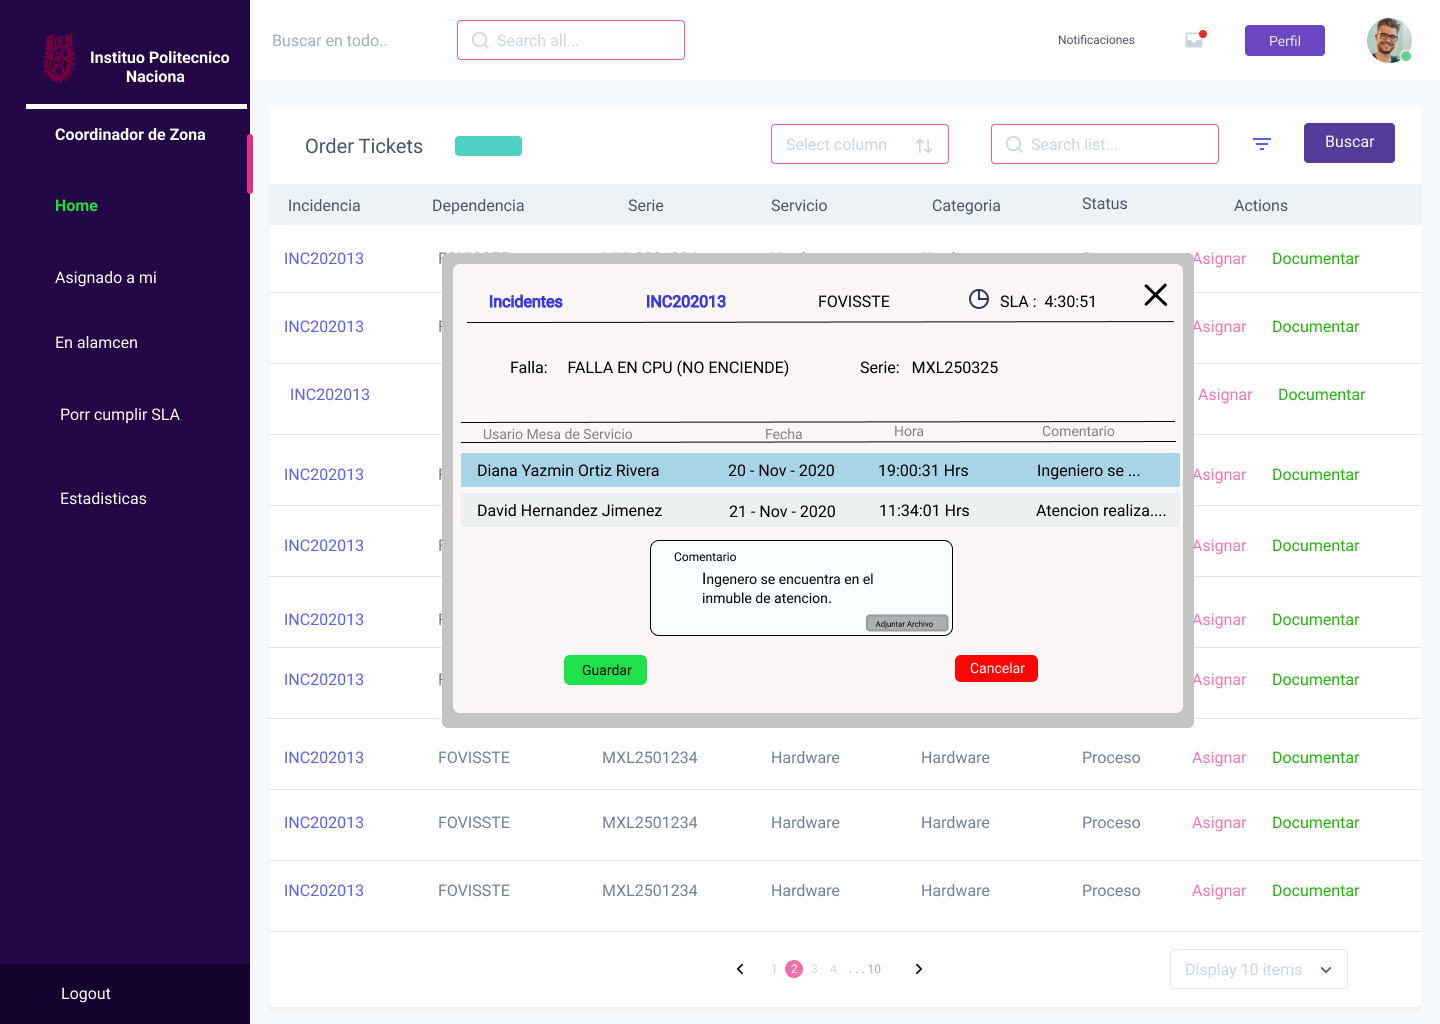 Instituo Politecnico
Naciona
Coordinador de Zona
Home
Asignado a mi
En alamcen
Porr cumplir SLA
Estadisticas
Logout
Buscar en todo..
Search all...
Notificaciones
Perfil
Order Tickets
Select column
Search list...
Buscar
Incidencia Dependencia Serie Servicio Categoria Status Actions
INC202013 Asignar Documentar
INC202013 Asignar Documentar
INC202013 Asignar Documentar
INC202013 Asignar Documentar
INC202013 Asignar Documentar
INC202013 Asignar Documentar
INC202013 Asignar Documentar
INC202013 FOVISSTE MXL2501234 Hardware Hardware Proceso Asignar Documentar
INC202013 FOVISSTE MXL2501234 Hardware Hardware Proceso Asignar Documentar
INC202013 FOVISSTE MXL2501234 Hardware Hardware Proceso Asignar Documentar
Incidentes INC202013 FOVISSTE SLA : 4:30:51
Falla: FALLA EN CPU (NO ENCIENDE) Serie: MXL250325
Usario Mesa de Servicio Fecha Hora Comentario
Diana Yazmin Ortiz Rivera 20 - Nov - 2020 19:00:31 Hrs Ingeniero se ...
David Hernandez Jimenez 21 - Nov - 2020 11:34:01 Hrs Atencion realiza....
Comentario
Ingenero se encuentra en el
inmuble de atencion.
Adjuntar Archivo
Guardar Cancelar
1 2 3 4 . . . 10
Display 10 items